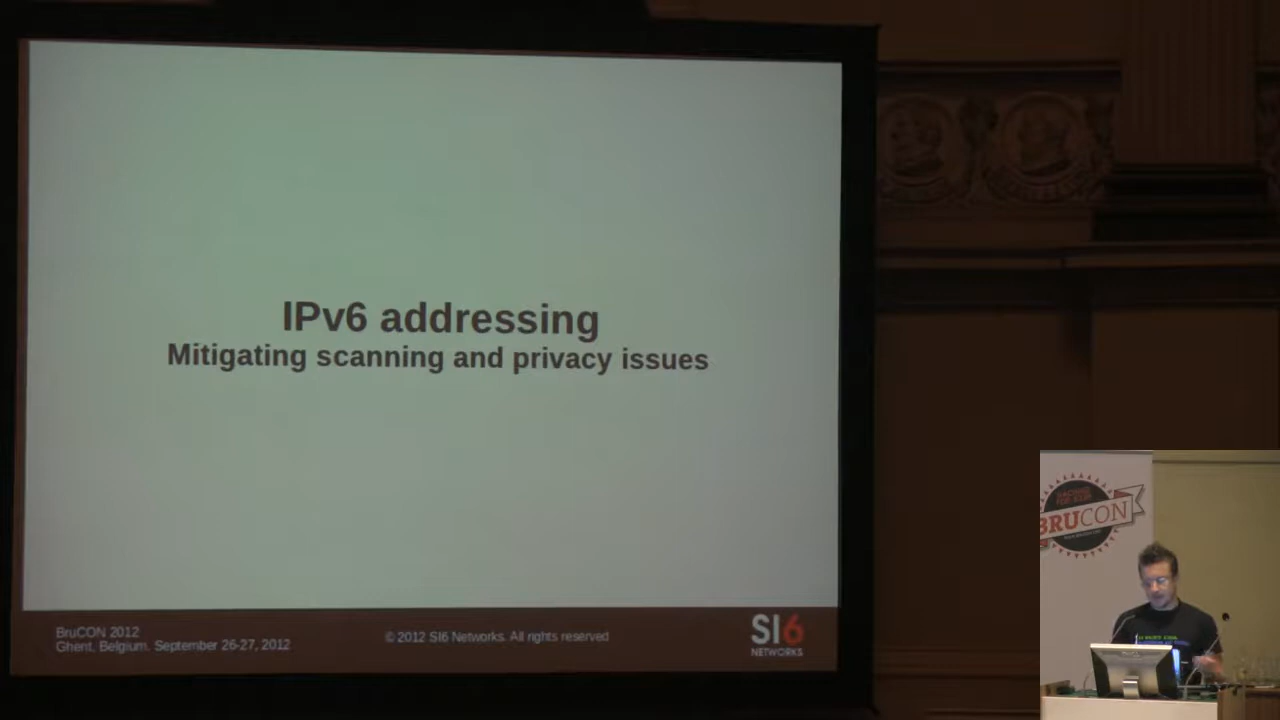 IPv6 addressing
Mitigating scanning and privacy issues
BruCON 2012
Ghent, Belgium. September 26-27, 2012
© 2012 SI6 Networks. All rights reserved
SI6
NETWORKS
BRUCON